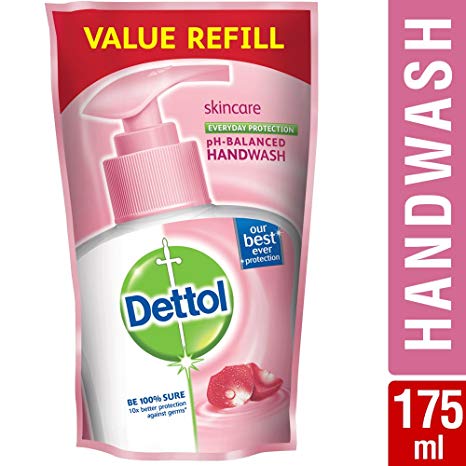 VALUE REFILL
skincare
EVERYDAY PROTECTION
pH-BALANCED
HANDWASH
our
best
ever
protection
Dettol
BE 100% SURE
10x better protection
against germs*
HANDWASH
175
ml